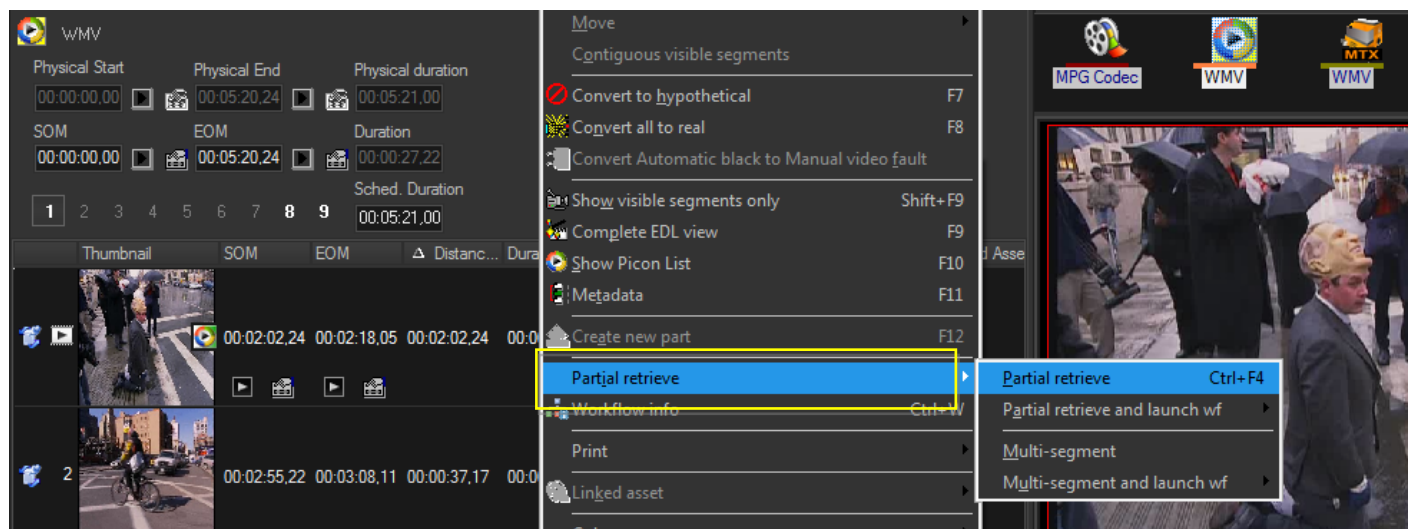 WMV
Physical Start Physical End Physical duration
00:00:00,00 00:05:20,24 00:05:21,00
SOM EOM Duration
00:00:00,00 00:05:20,24 00:00:27,22
Sched. Duration
1 2 3 4 5 6 7 8 9 00:05:21,00
Thumbnail SOM EOM Δ Distanc... Dura
00:02:02,24 00:02:18,05 00:02:02,24 00:0
2 00:02:55,22 00:03:08,11 00:00:37,17 00:0
Move
Contiguous visible segments
Convert to hypothetical F7
Convert all to real F8
Convert Automatic black to Manual video fault
Show visible segments only Shift+F9
Complete EDL view F9
Show Picon List F10
Metadata F11
Create new part F12
Partial retrieve
Workflow info Ctrl+W
Print
Linked asset
d Asse
Partial retrieve Ctrl+F4
Partial retrieve and launch wf
Multi-segment
Multi-segment and launch wf
MPG Codec WMV MTX
WMV